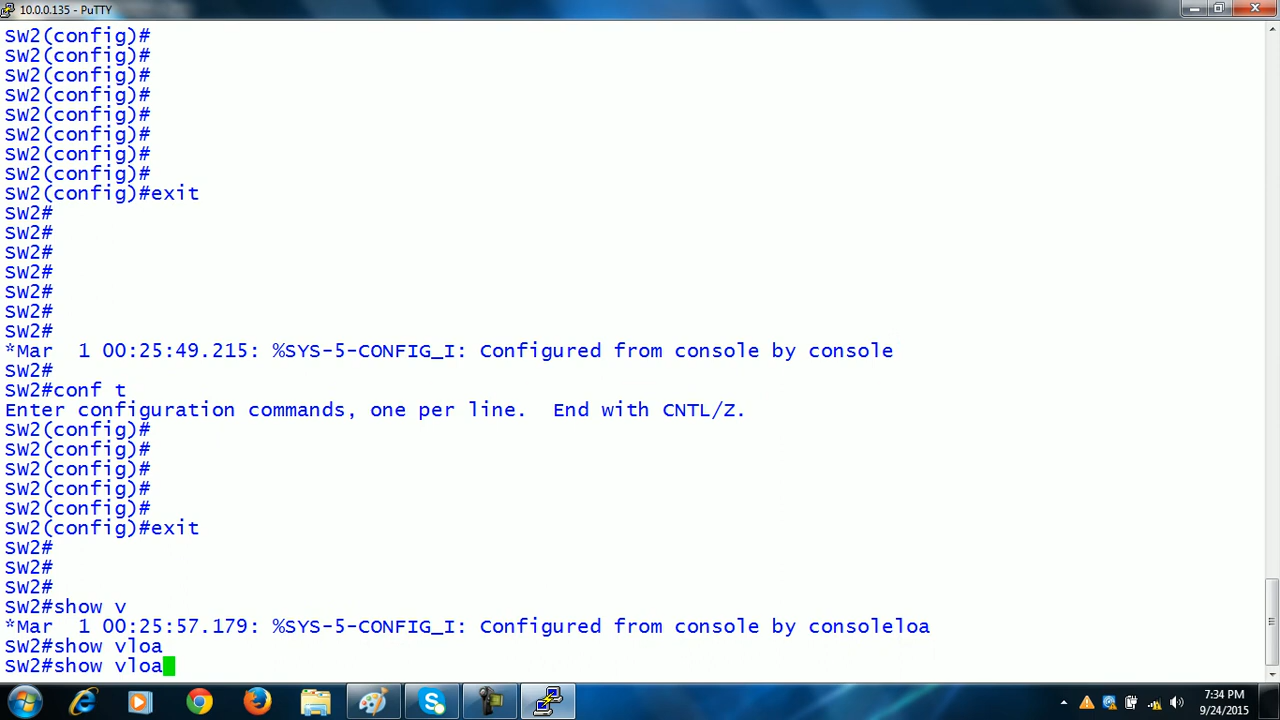 10.0.0.135 - PuTTY
SW2(config)#
SW2(config)#
SW2(config)#
SW2(config)#
SW2(config)#
SW2(config)#
SW2(config)#
SW2(config)#
SW2(config)#exit
SW2#
SW2#
SW2#
SW2#
SW2#
SW2#
SW2#
*Mar  1 00:25:49.215: %SYS-5-CONFIG_I: Configured from console by console
SW2#
SW2#conf t
Enter configuration commands, one per line.  End with CNTL/Z.
SW2(config)#
SW2(config)#
SW2(config)#
SW2(config)#
SW2(config)#
SW2(config)#exit
SW2#
SW2#
SW2#
SW2#show v
*Mar  1 00:25:57.179: %SYS-5-CONFIG_I: Configured from console by consoleloa
SW2#show vloa
SW2#show vloa
7:34 PM
9/24/2015